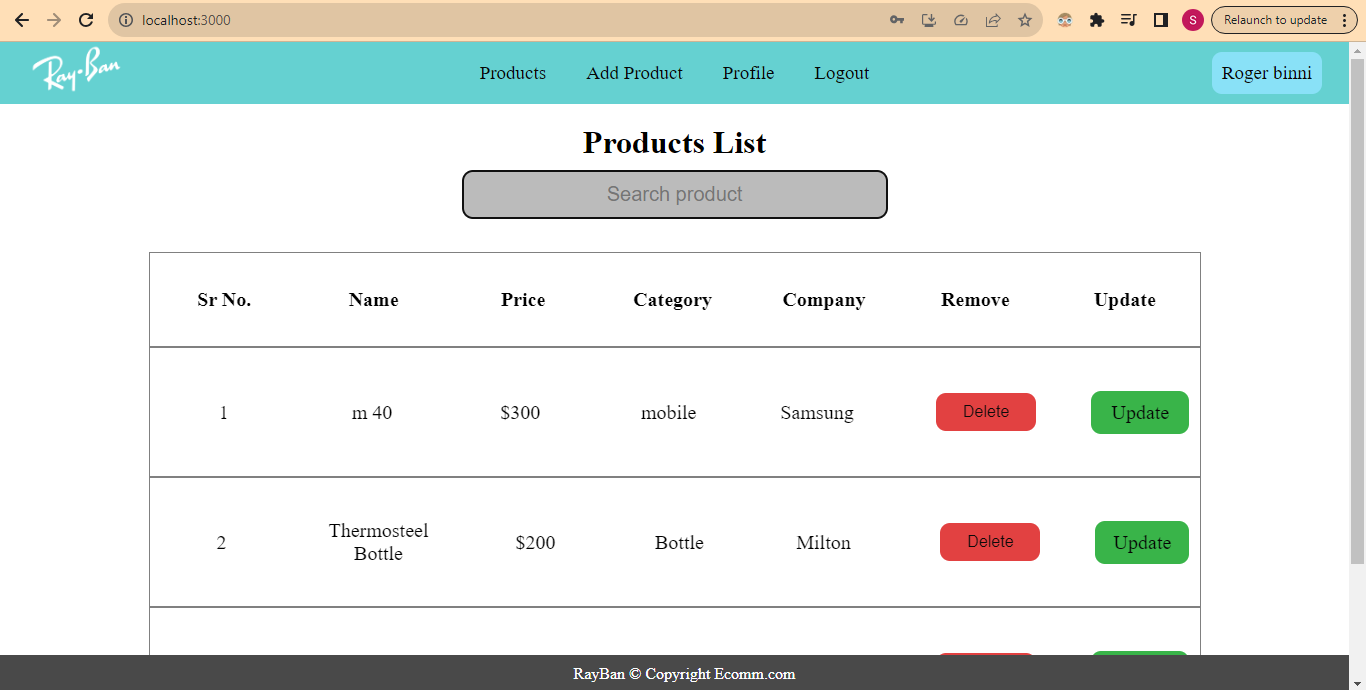 localhost:3000
S
Relaunch to update
Ray-Ban
Products Add Product Profile Logout
Roger binni
Products List
Search product
Sr No. Name Price Category Company Remove Update
1 m 40 $300 mobile Samsung Delete Update
2 Thermosteel Bottle $200 Bottle Milton Delete Update
RayBan © Copyright Ecomm.com